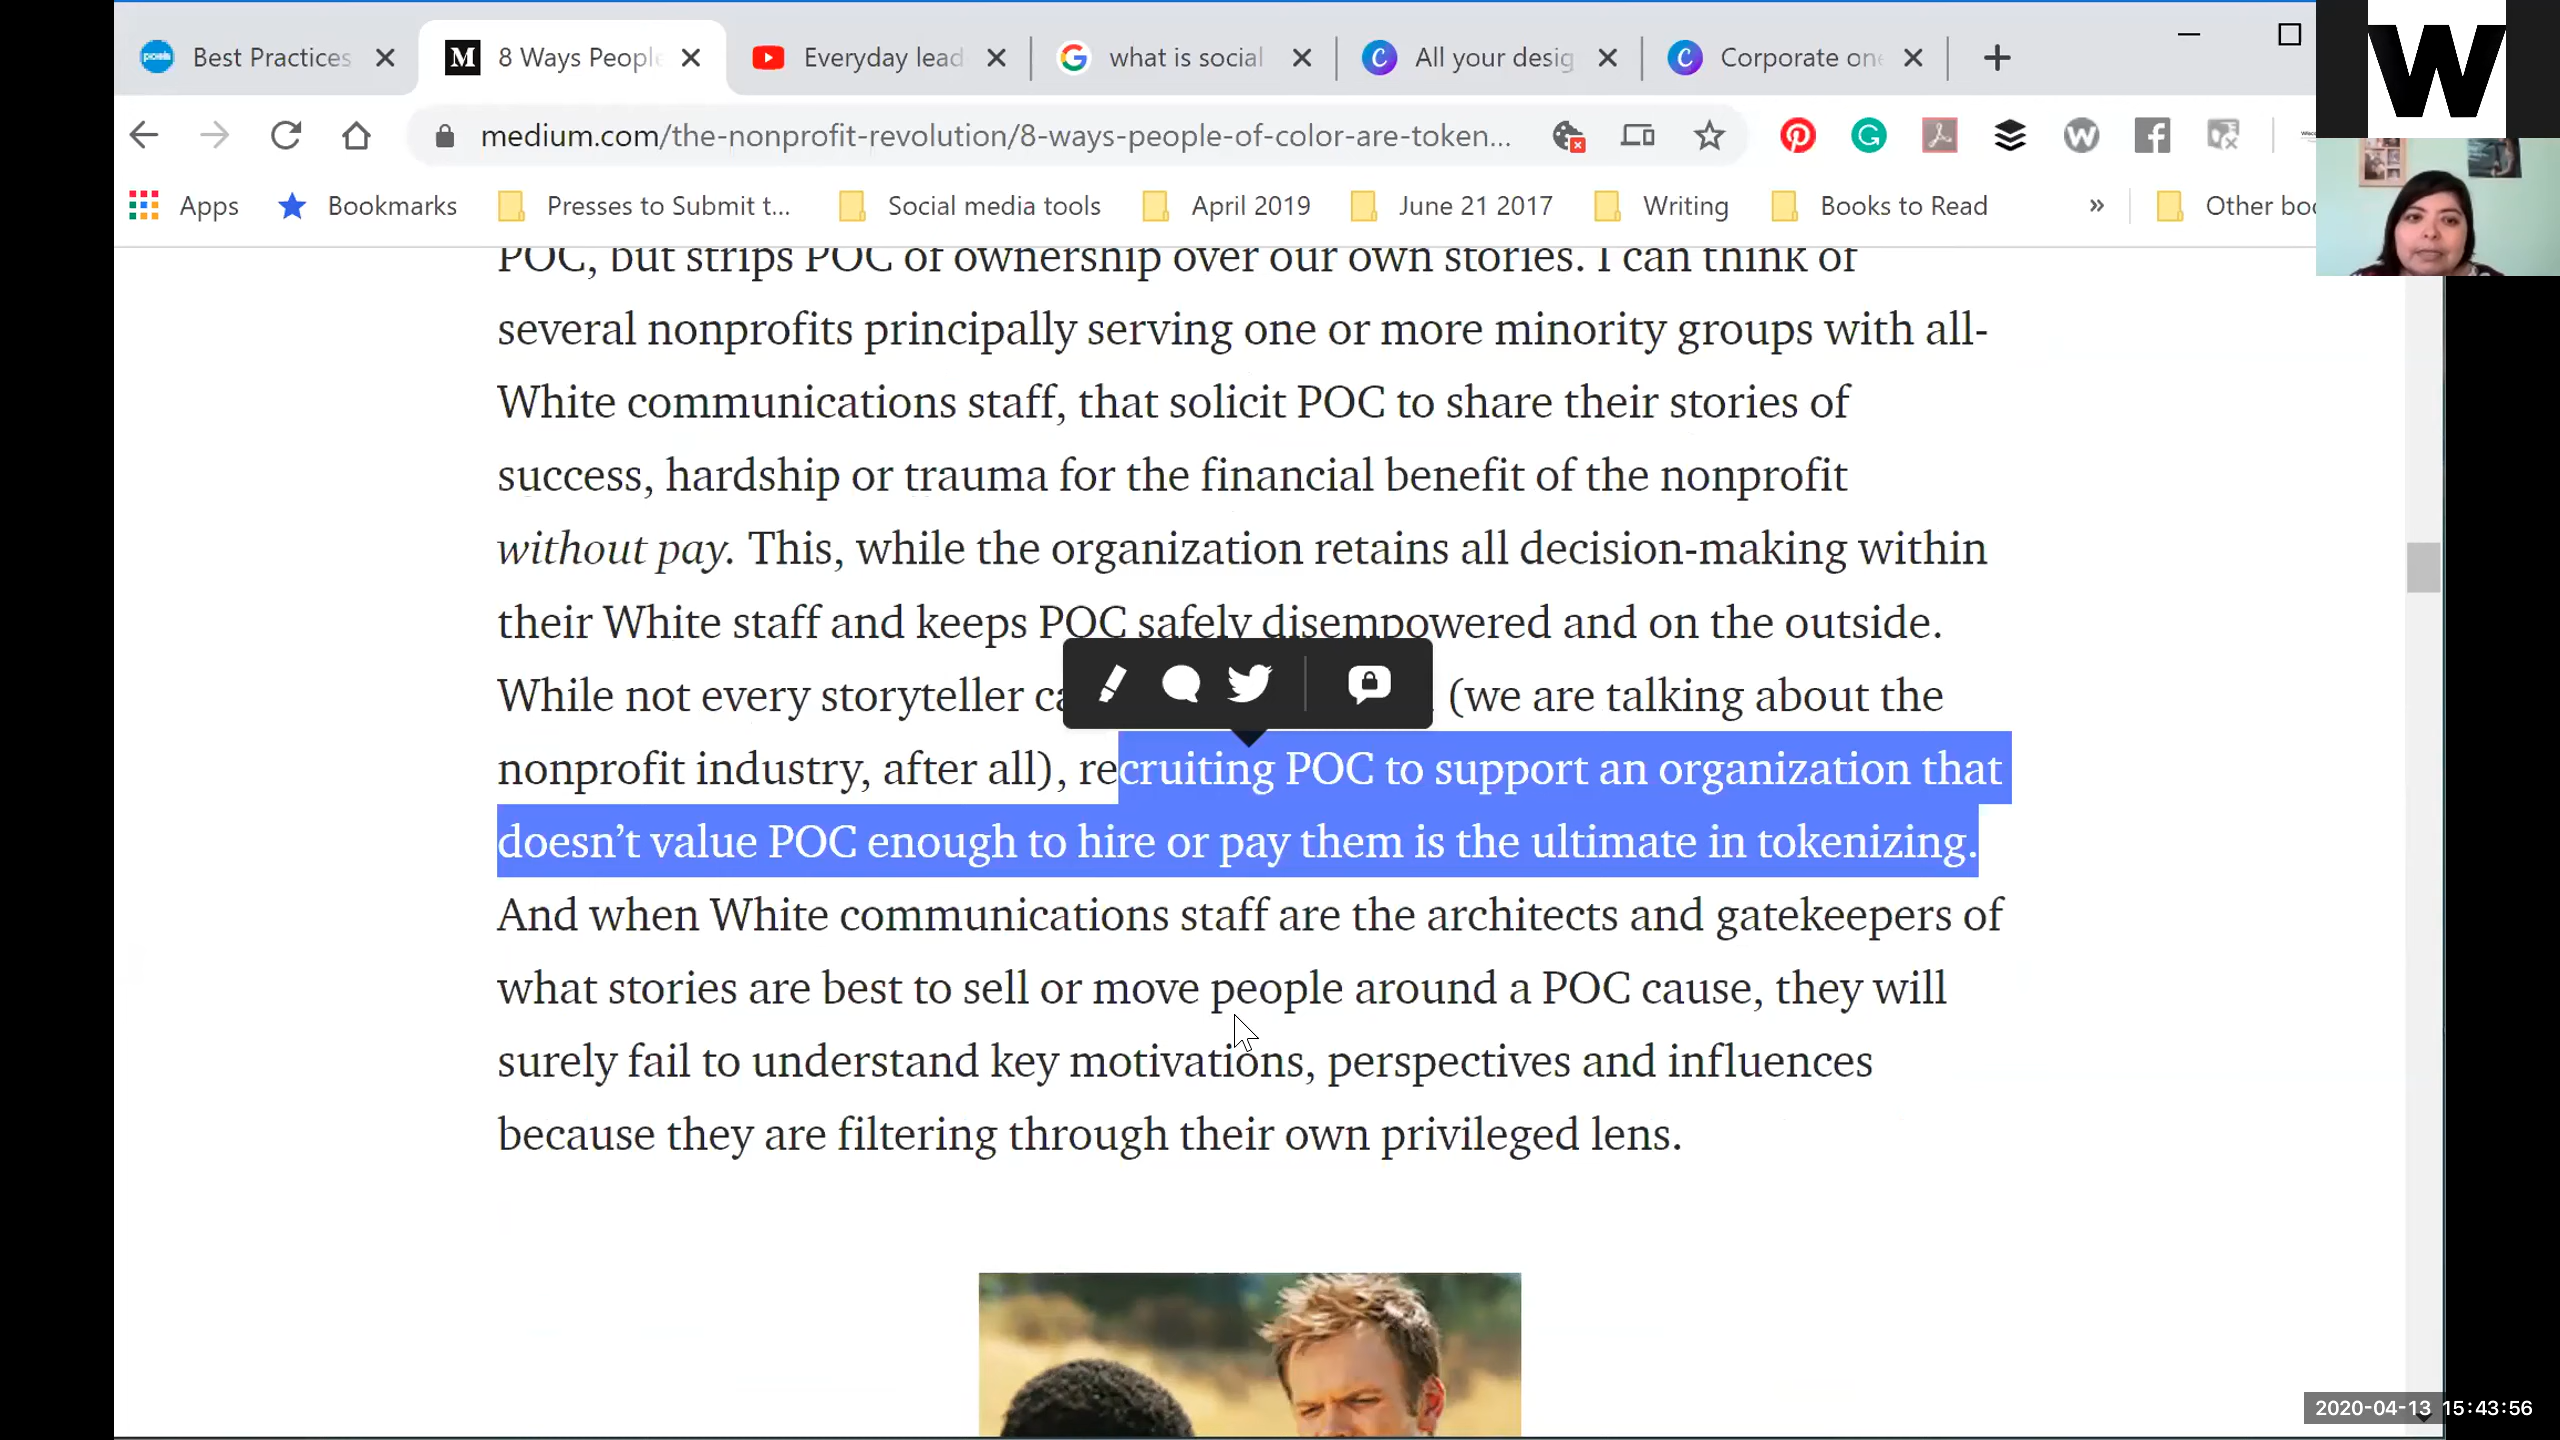 Best Practices
8 Ways People
Everyday lead
what is social
All your desig
Corporate one
W
medium.com/the-nonprofit-revolution/8-ways-people-of-color-are-token...
Apps
Bookmarks
Presses to Submit t...
Social media tools
April 2019
June 21 2017
Writing
Books to Read
»
Other boo
POC, but strips POC of ownership over our own stories. I can think of
several nonprofits principally serving one or more minority groups with all-
White communications staff, that solicit POC to share their stories of
success, hardship or trauma for the financial benefit of the nonprofit
without pay. This, while the organization retains all decision-making within
their White staff and keeps POC safely disempowered and on the outside.
While not every storyteller ca (we are talking about the
nonprofit industry, after all), recruiting POC to support an organization that
doesn’t value POC enough to hire or pay them is the ultimate in tokenizing.
And when White communications staff are the architects and gatekeepers of
what stories are best to sell or move people around a POC cause, they will
surely fail to understand key motivations, perspectives and influences
because they are filtering through their own privileged lens.
2020-04-13 15:43:56